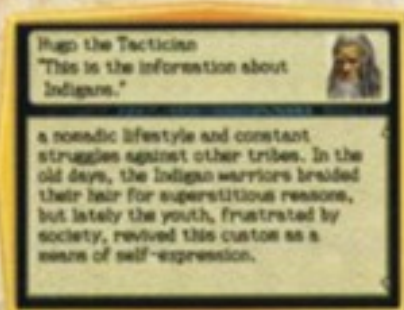 Hugo the Tactician
"This is the information about
Indigans."
a nomadic lifestyle and constant
struggles against other tribes. In the
old days, the Indigan warriors braided
their hair for superstitious reasons,
but lately the youth, frustrated by
society, revived this custom as a
means of self-expression.